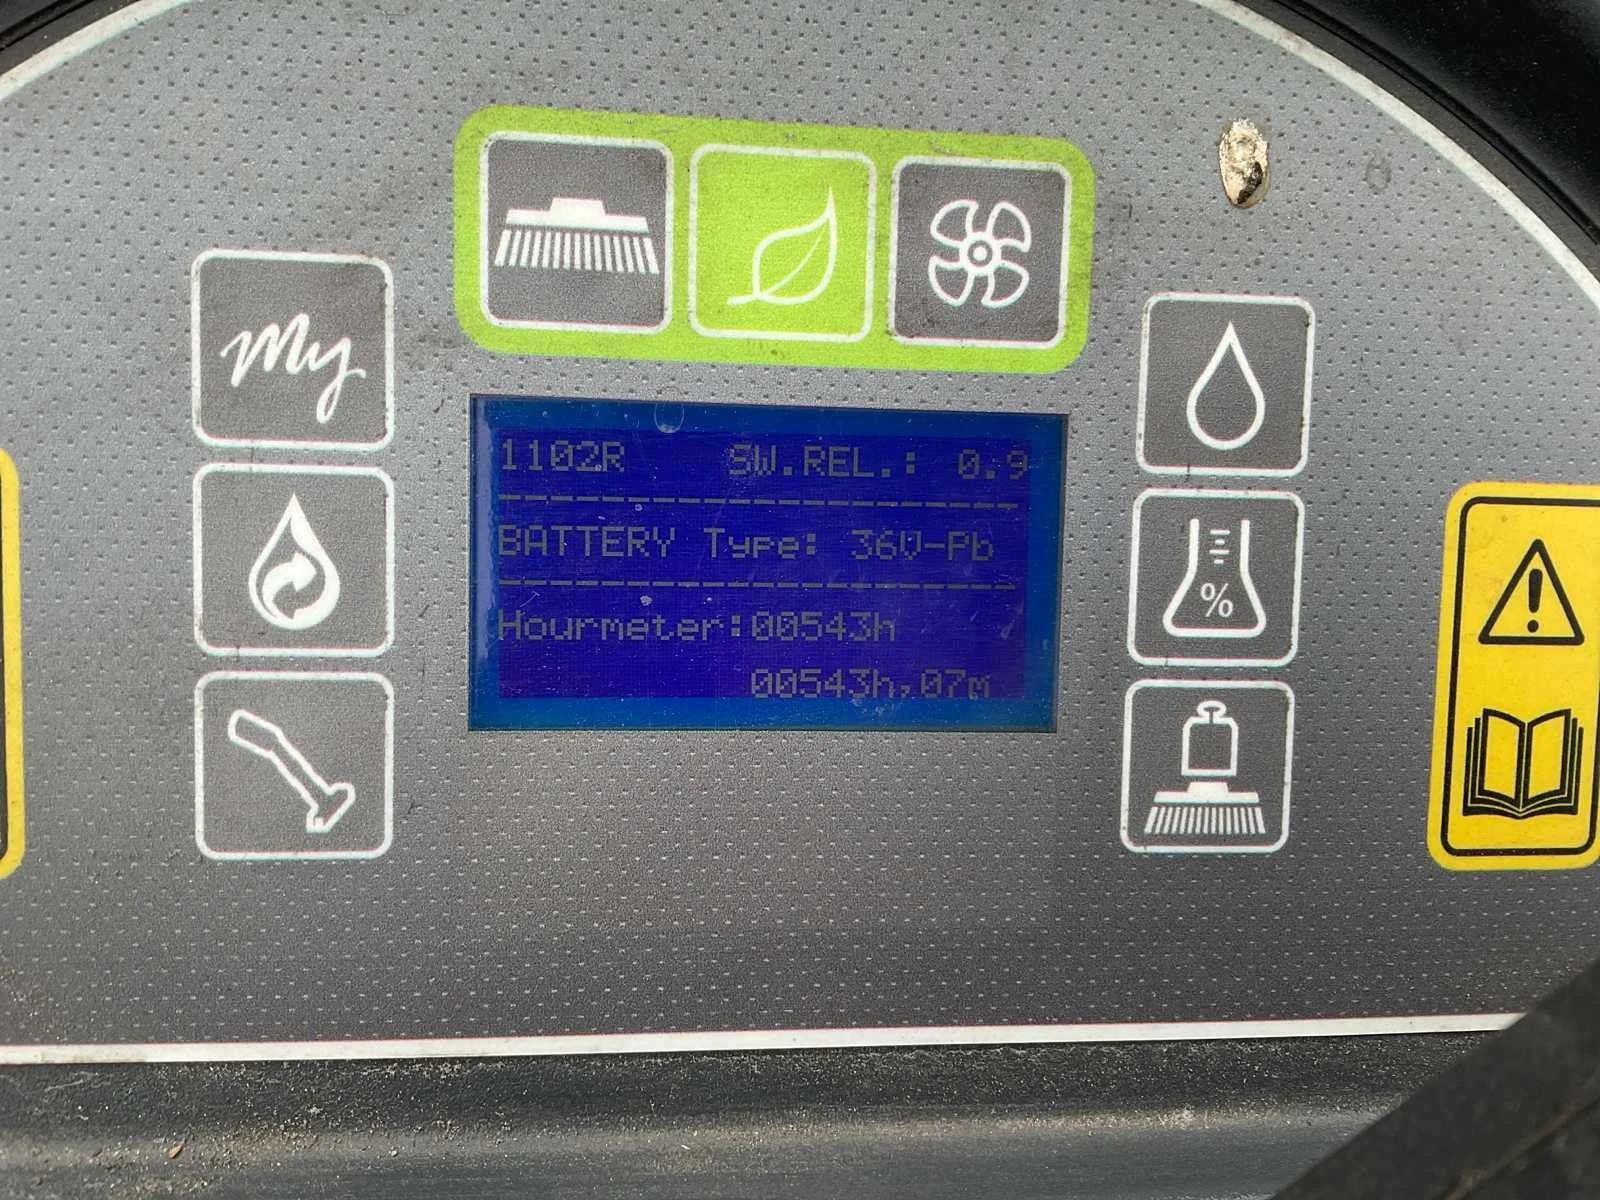 My
1102R SW.REL.: 0.9
BATTERY Type: 36V-Pb
Hourmeter:00543h
00543h,07m
%